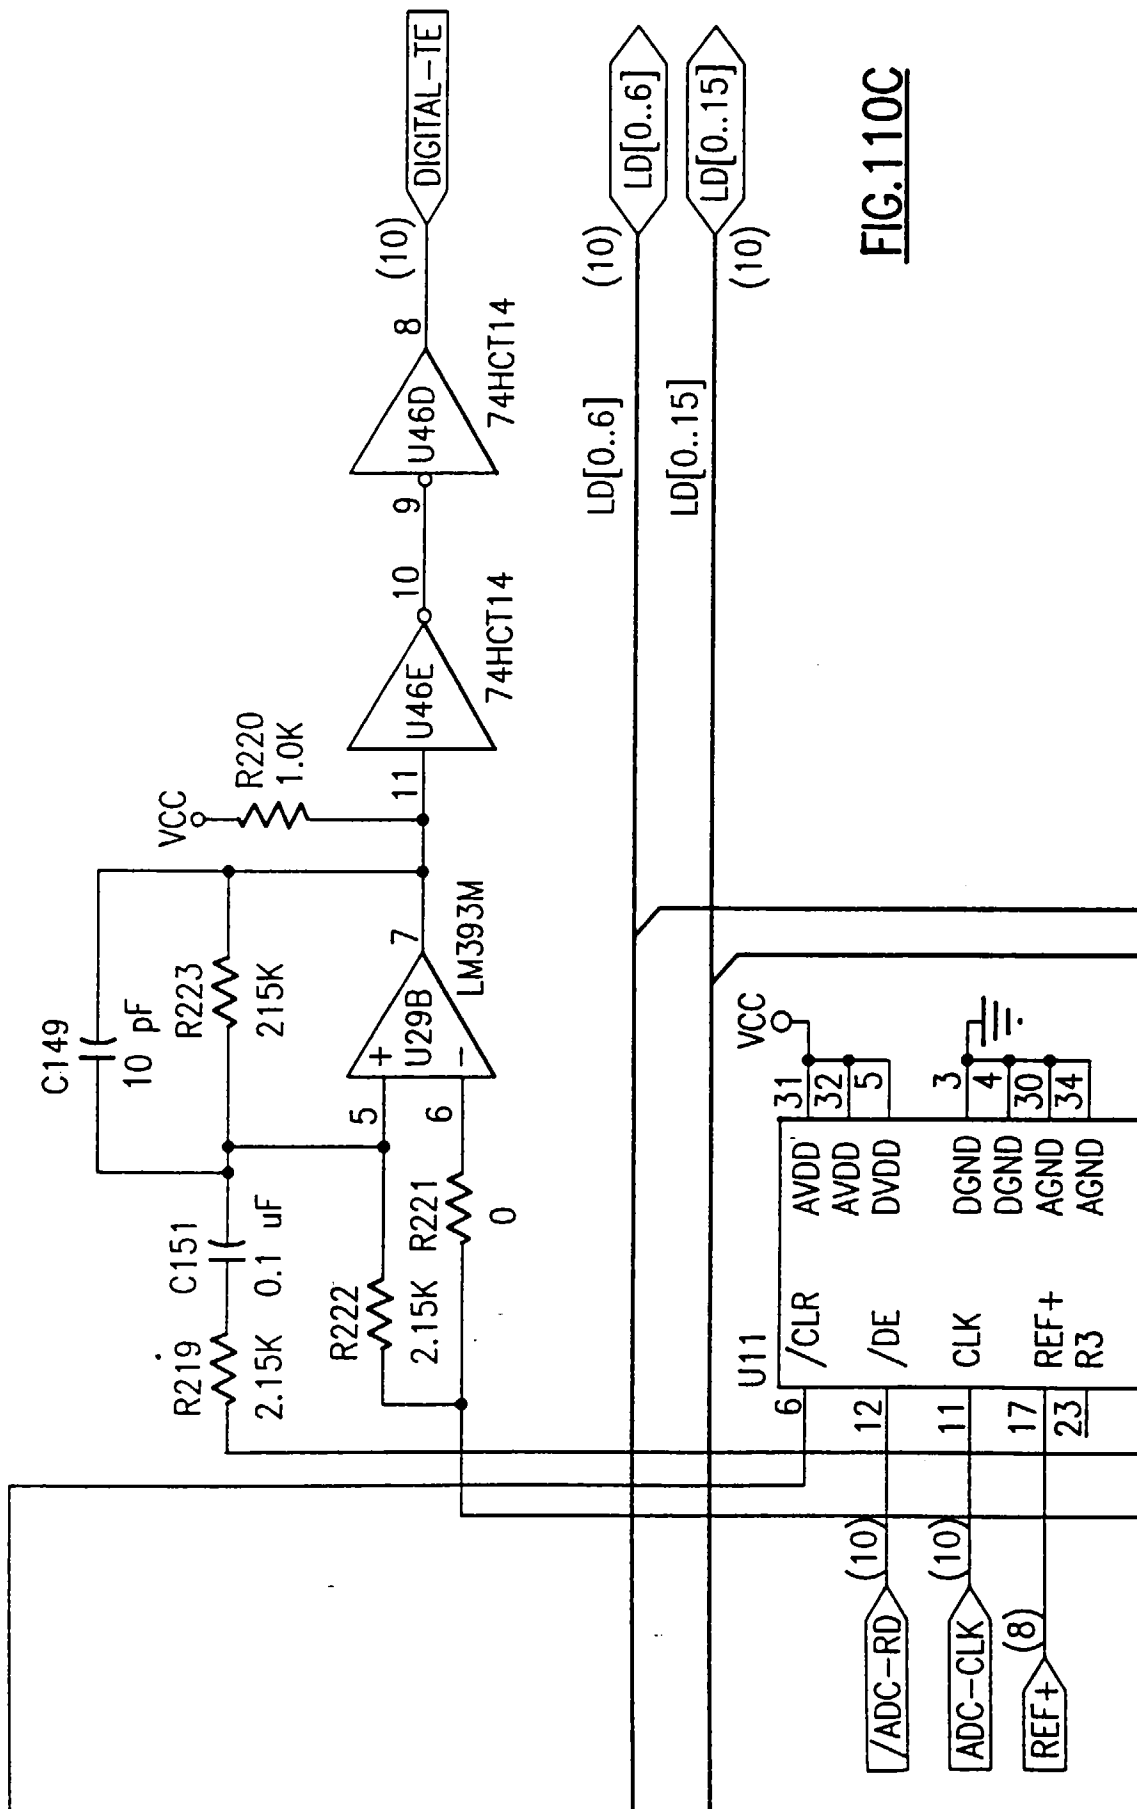 C149
10 pF
R223
215K
VCC
R220
1.0K
R219
2.15K
C151
0.1 uF
R222
2.15K
R221
0
5
6
+
-
U29B
7
LM393M
11
U46E
10
74HCT14
9
U46D
8
74HCT14
(10)
DIGITAL-TE
LD[0..6]
(10)
LD[0..6]
LD[0..15]
(10)
LD[0..15]
U11
6
/CLR
AVDD
31
VCC
AVDD
32
12
/DE
DVDD
5
11
CLK
DGND
3
DGND
4
17
REF+
AGND
30
23
R3
AGND
34
/ADC-RD
(10)
ADC-CLK
(10)
REF+
(8)
FIG.110C